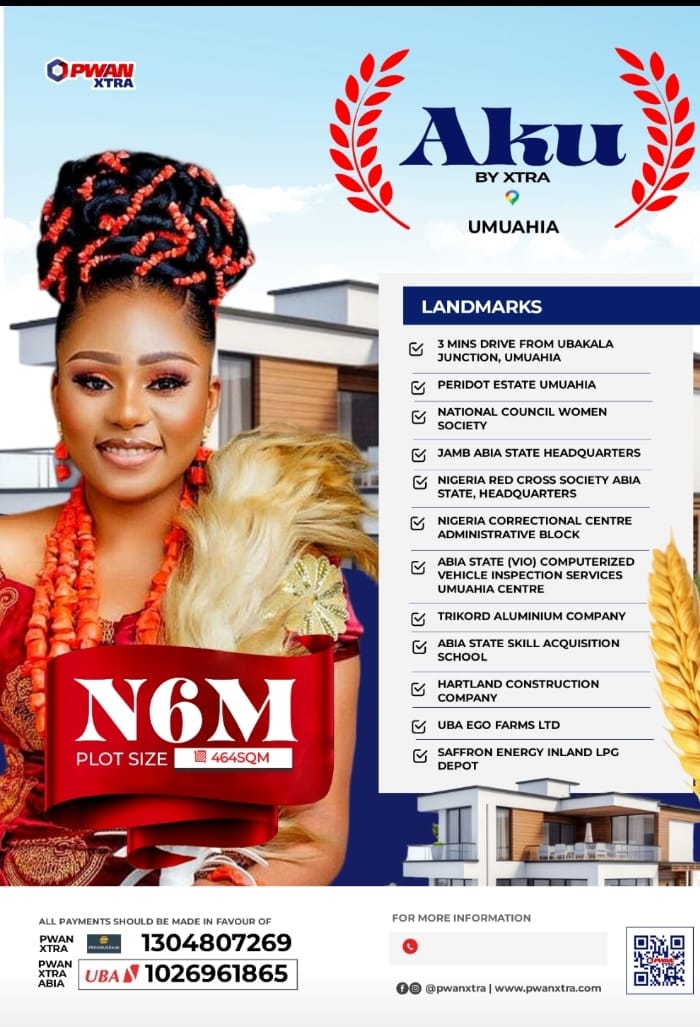 PWAN
XTRA
Aku
BY XTRA
UMUAHIA
LANDMARKS
3 MINS DRIVE FROM UBAKALA
JUNCTION, UMUAHIA
PERIDOT ESTATE UMUAHIA
NATIONAL COUNCIL WOMEN
SOCIETY
JAMB ABIA STATE HEADQUARTERS
NIGERIA RED CROSS SOCIETY ABIA
STATE, HEADQUARTERS
NIGERIA CORRECTIONAL CENTRE
ADMINISTRATIVE BLOCK
ABIA STATE (VIO) COMPUTERIZED
VEHICLE INSPECTION SERVICES
UMUAHIA CENTRE
TRIKORD ALUMINIUM COMPANY
ABIA STATE SKILL ACQUISITION
SCHOOL
HARTLAND CONSTRUCTION
COMPANY
UBA EGO FARMS LTD
SAFFRON ENERGY INLAND LPG
DEPOT
N6M
PLOT SIZE 464SQM
ALL PAYMENTS SHOULD BE MADE IN FAVOUR OF
PWAN
XTRA
1304807269
PWAN
XTRA
ABIA
UBA 1026961865
FOR MORE INFORMATION
@pwanxtra | www.pwanxtra.com
PWAN